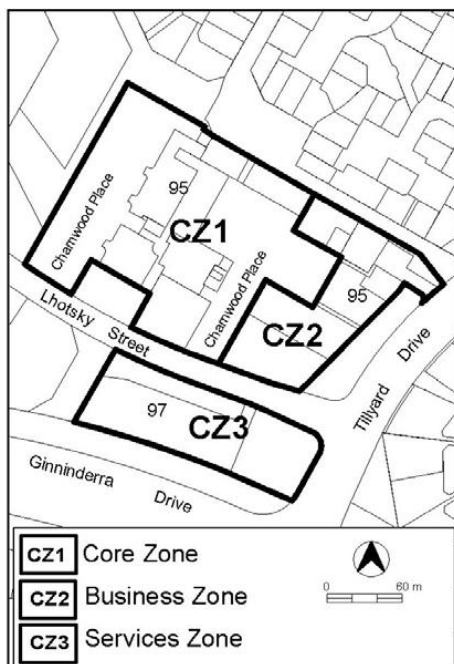 95
CZ1
Charnwood Place
Charnwood Place
95
CZ2
Lhotsky
Street
Drive
Tillyard
97
CZ3
Ginninderra
Drive
CZ1 Core Zone
CZ2 Business Zone
CZ3 Services Zone
0 60 m